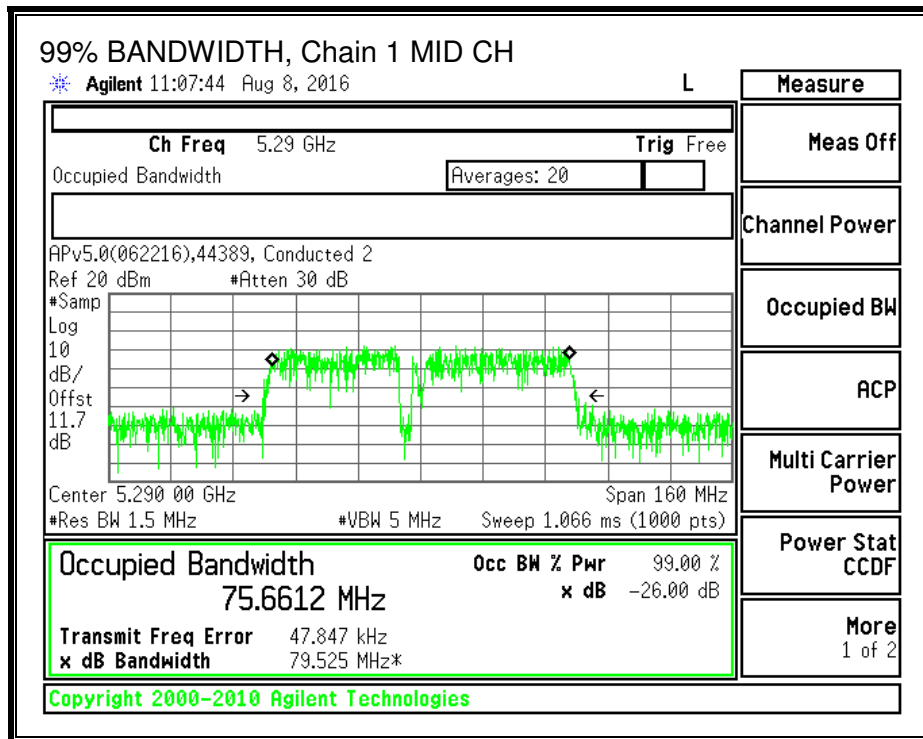 99% BANDWIDTH, Chain 1 MID CH
Agilent 11:07:44 Aug 8, 2016 L
Measure
Ch Freq 5.29 GHz Trig Free
Meas Off
Occupied Bandwidth Averages: 20
Channel Power
APv5.0(062216),44389, Conducted 2
Ref 20 dBm #Atten 30 dB
#Samp
Log
10
dB/
Offst
11.7
dB
Occupied BW
ACP
Multi Carrier
Power
Center 5.290 00 GHz Span 160 MHz
#Res BW 1.5 MHz #VBW 5 MHz Sweep 1.066 ms (1000 pts)
Power Stat
CCDF
Occupied Bandwidth Occ BW % Pwr 99.00 %
75.6612 MHz x dB -26.00 dB
Transmit Freq Error 47.847 kHz
x dB Bandwidth 79.525 MHz*
More
1 of 2
Copyright 2000-2010 Agilent Technologies